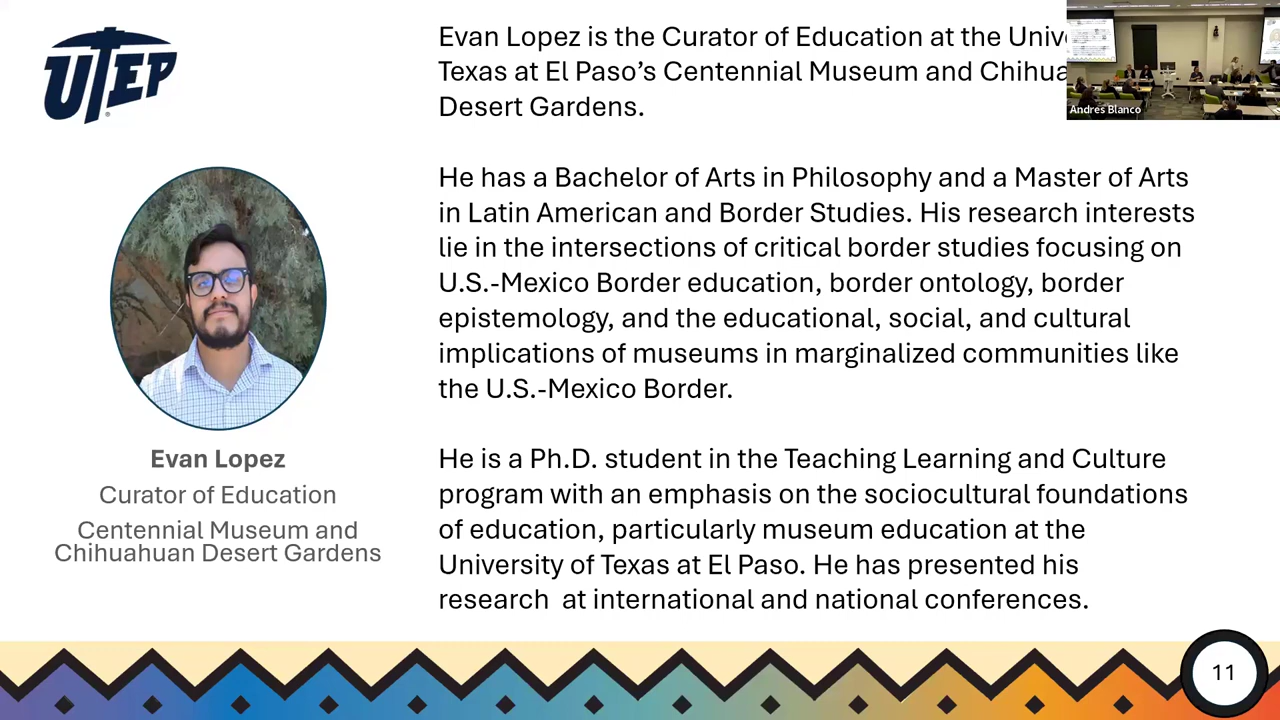 UTEP
Evan Lopez is the Curator of Education at the
Texas at El Paso’s Centennial Museum and
Desert Gardens.
Andres Blanco
He has a Bachelor of Arts in Philosophy and a Master of Arts
in Latin American and Border Studies. His research interests
lie in the intersections of critical border studies focusing on
U.S.-Mexico Border education, border ontology, border
epistemology, and the educational, social, and cultural
implications of museums in marginalized communities like
the U.S.-Mexico Border.
He is a Ph.D. student in the Teaching Learning and Culture
program with an emphasis on the sociocultural foundations
of education, particularly museum education at the
University of Texas at El Paso. He has presented his
research  at international and national conferences.
Evan Lopez
Curator of Education
Centennial Museum and
Chihuahuan Desert Gardens
11